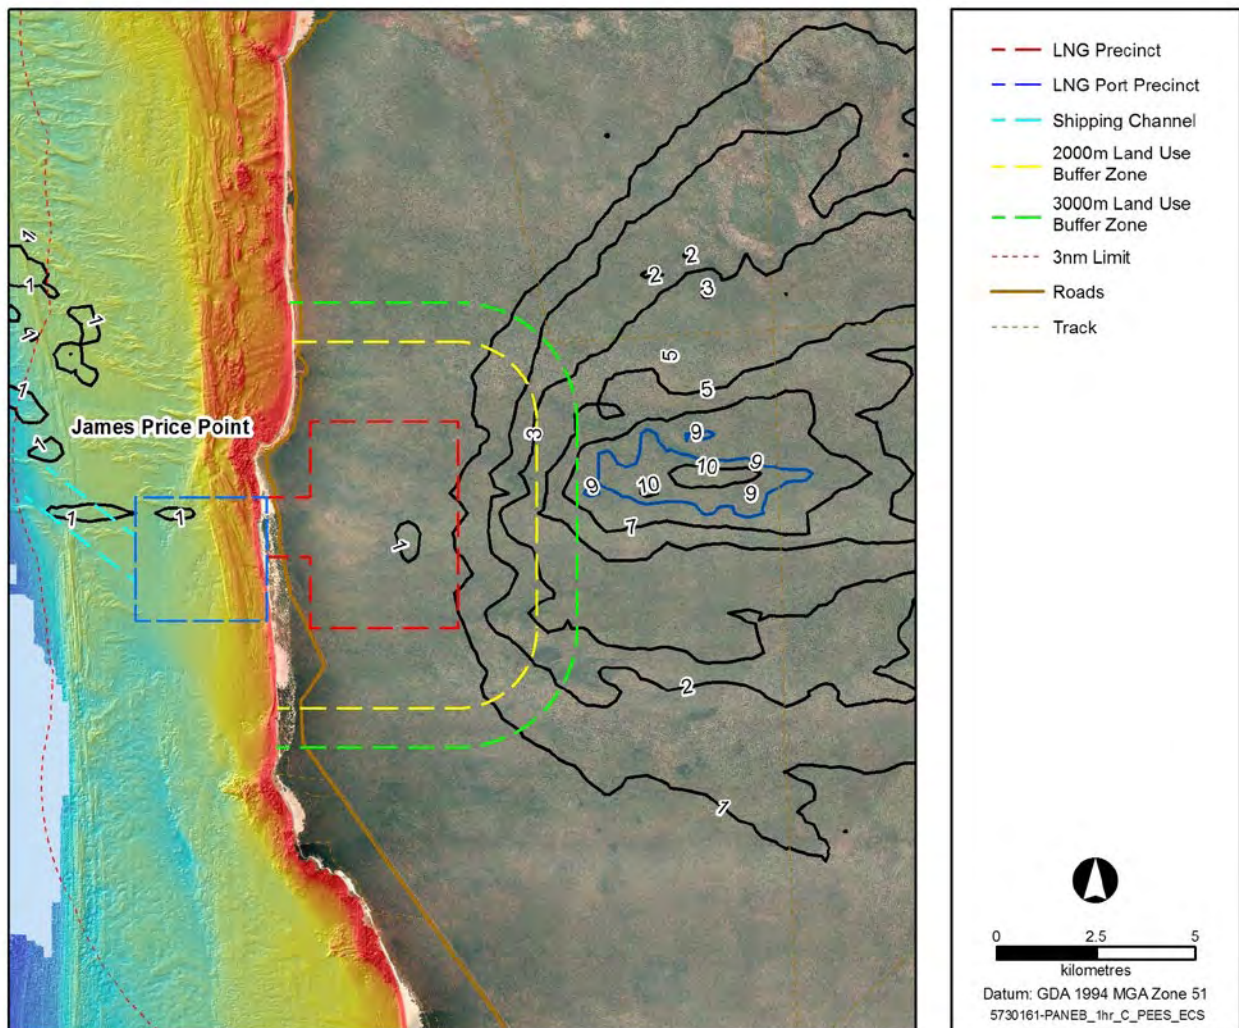 1
1
1
1
1
1
James Price Point
1
1
1
2
2
3
5
5
3
9
9
10
9
10
9
7
2
1
LNG Precinct
LNG Port Precinct
Shipping Channel
2000m Land Use
Buffer Zone
3000m Land Use
Buffer Zone
3nm Limit
Roads
Track
0 2.5 5
kilometres
Datum: GDA 1994 MGA Zone 51
5730161-PANEB_1hr_C_PEES_ECS